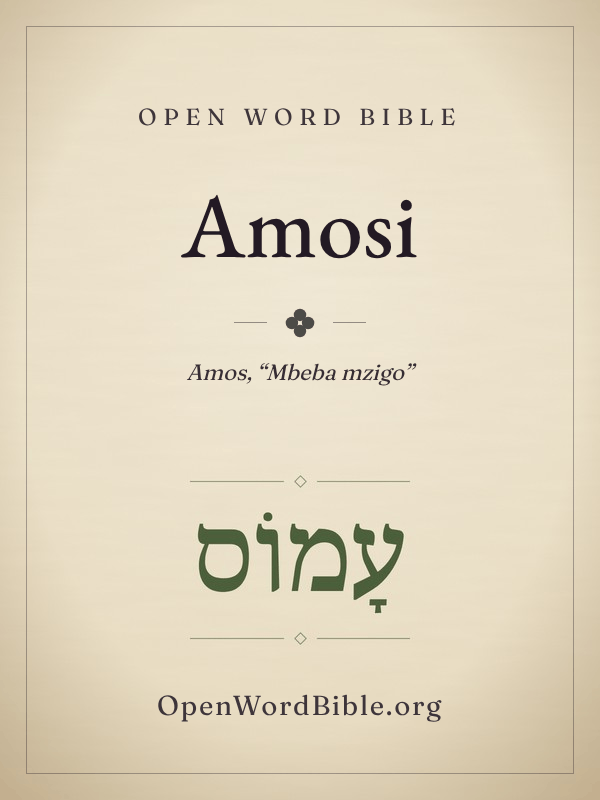 OPEN WORD BIBLE
Amosi
Amos, “Mbeba mzigo”
עָמוֹס
OpenWordBible.org